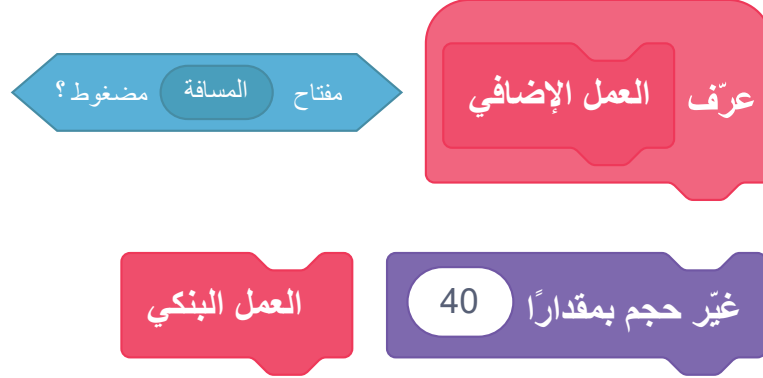 عرّف العمل الإضافي
مفتاح المسافة مضغوط؟
غيّر حجم بمقدارًا 40
العمل البنكي